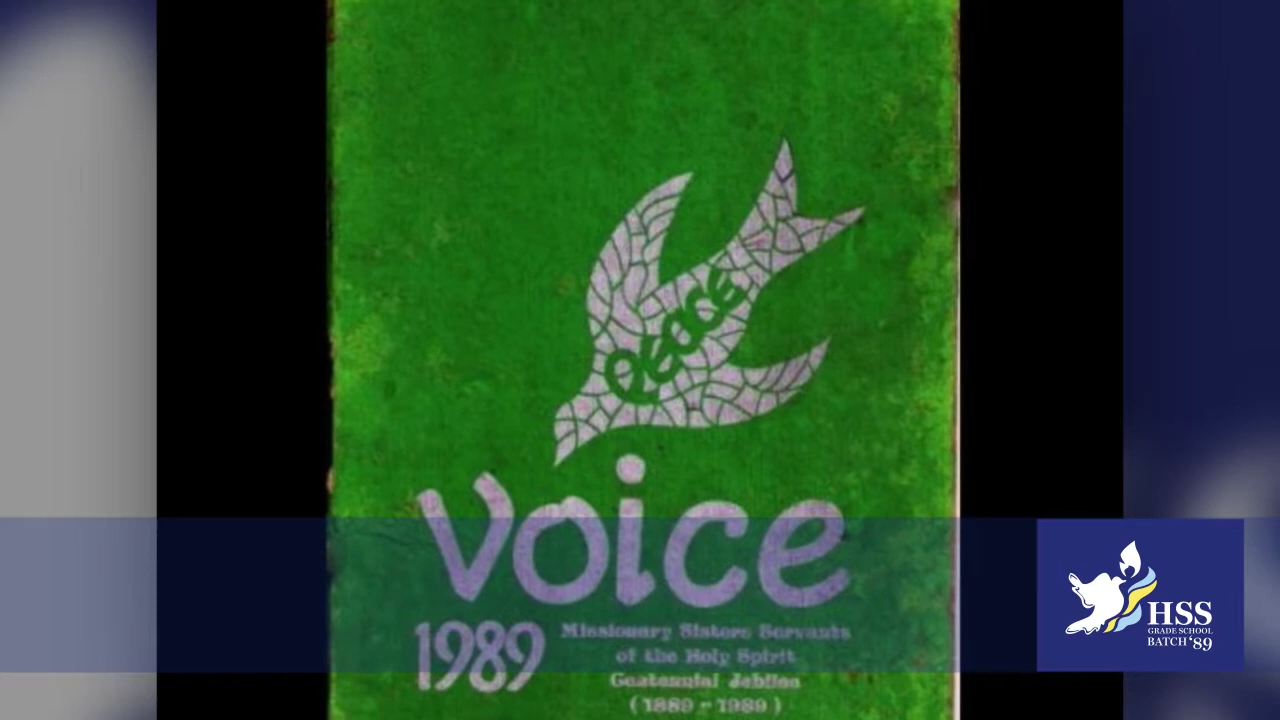 Peace
Voice
1989
Missionary Sisters Servants
of the Holy Spirit
Centennial Jubilee
( 1889 - 1989 )
HSS
GRADE SCHOOL
BATCH ‘89